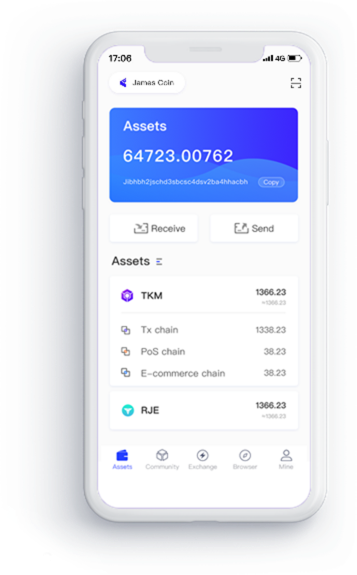 17:06 4G
James Coin
Assets
64723.00762
Jibhbh2jschd3sbcsc4dsv2ba4hhacbh Copy
Receive Send
Assets
TKM 1366.23
≈1366.23
Tx chain 1338.23
PoS chain 38.23
E-commerce chain 38.23
RJE 1366.23
≈1366.23
Assets Community Exchange Browser Mine